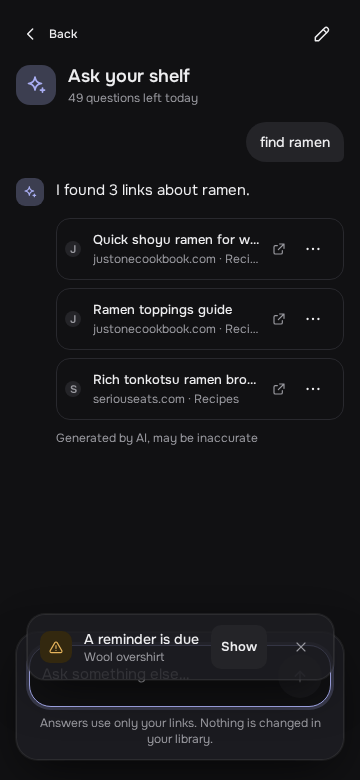 Back
Ask your shelf
49 questions left today
find ramen
I found 3 links about ramen.
J
Quick shoyu ramen for w...
justonecookbook.com · Reci...
J
Ramen toppings guide
justonecookbook.com · Reci...
S
Rich tonkotsu ramen bro...
seriouseats.com · Recipes
Generated by AI, may be inaccurate
A reminder is due
Wool overshirt
Show
Ask something else...
Answers use only your links. Nothing is changed in
your library.